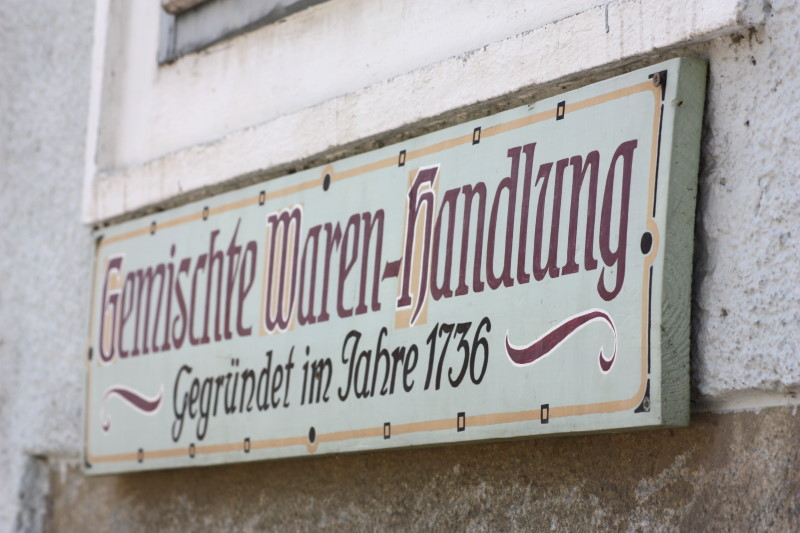 Gemischte Waren-Handlung
Gegründet im Jahre 1736